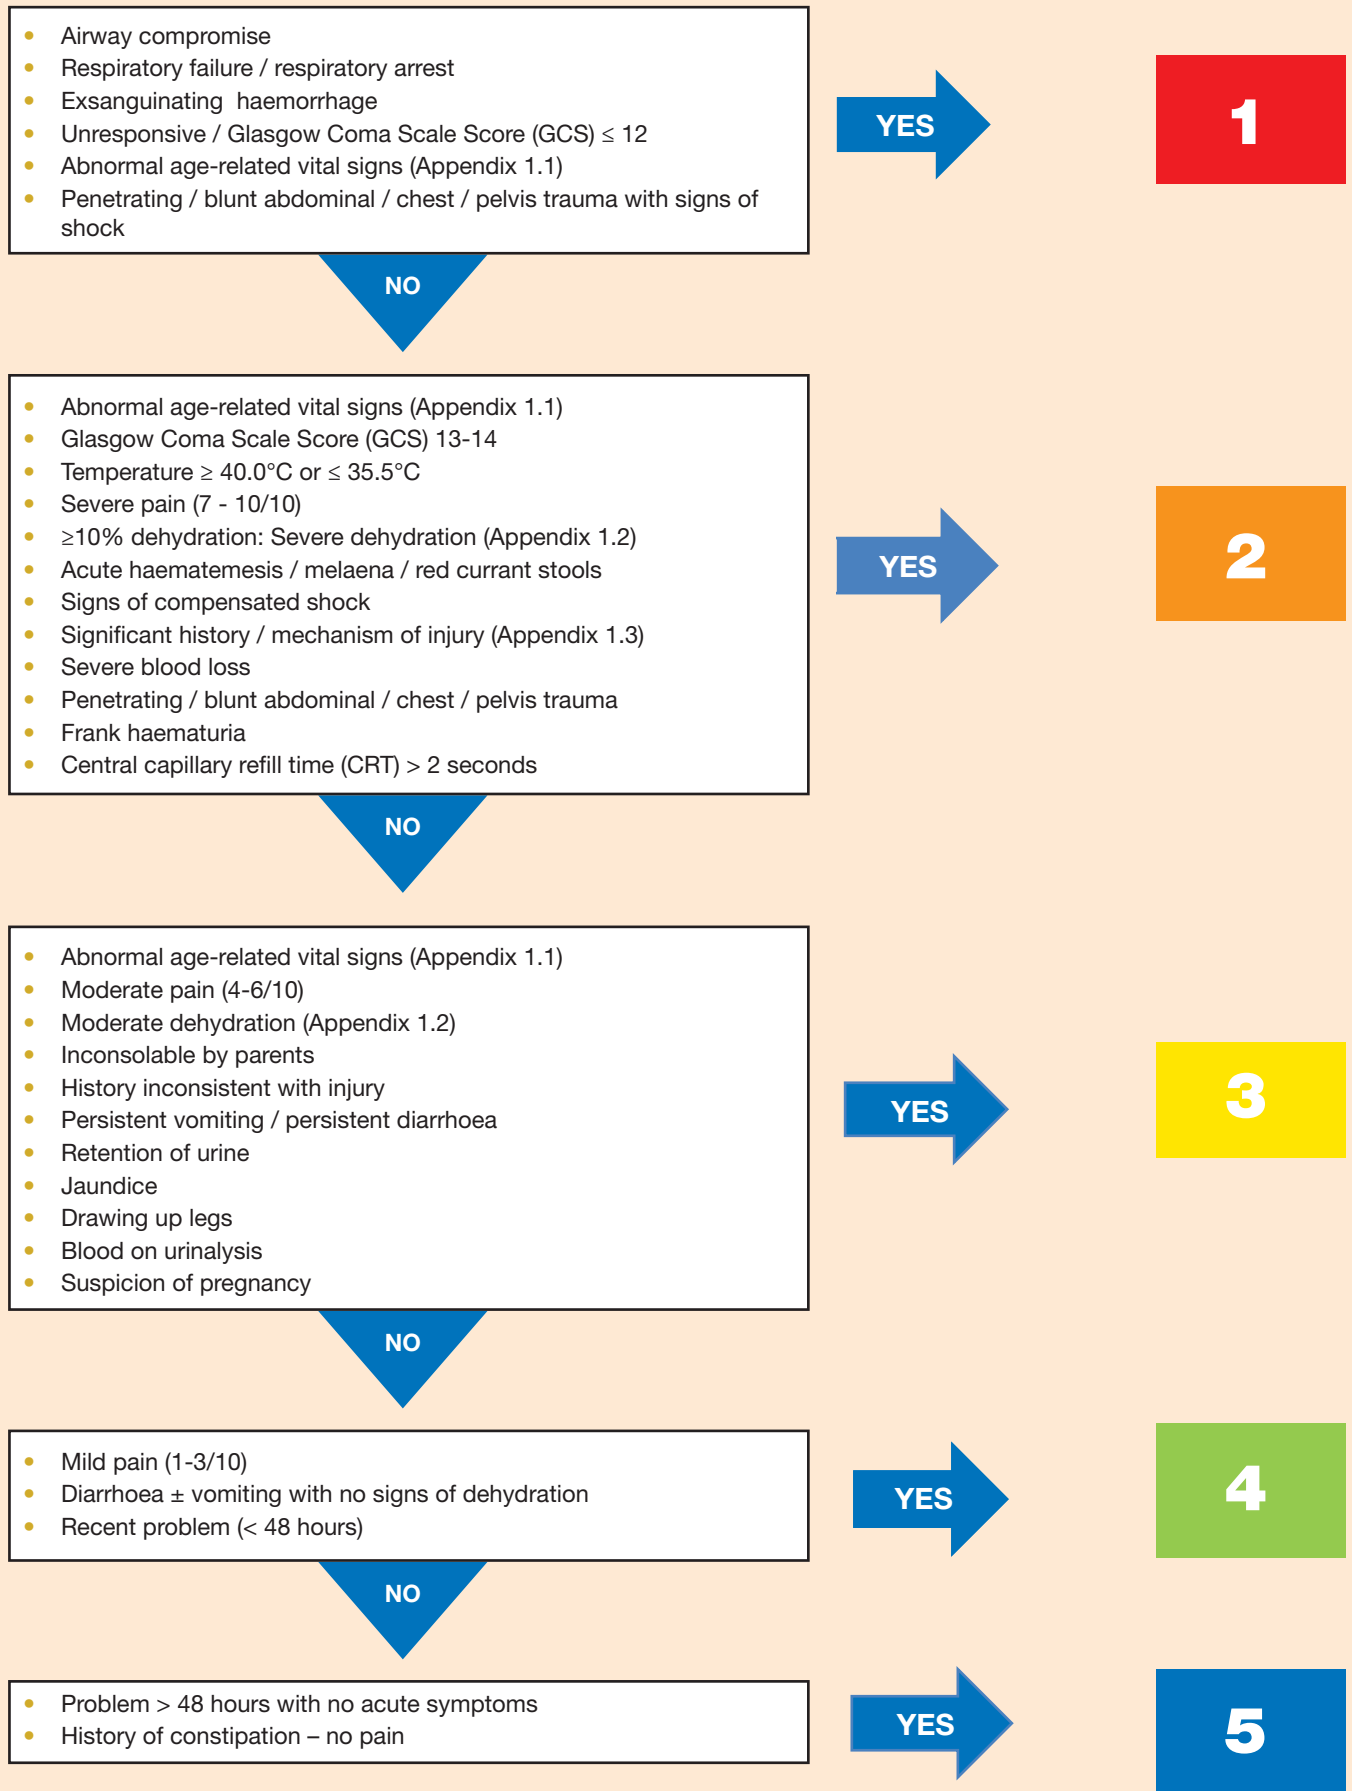 • Airway compromise
• Respiratory failure / respiratory arrest
• Exsanguinating haemorrhage
• Unresponsive / Glasgow Coma Scale Score (GCS) ≤ 12
• Abnormal age-related vital signs (Appendix 1.1)
• Penetrating / blunt abdominal / chest / pelvis trauma with signs of
shock
YES
1
NO
• Abnormal age-related vital signs (Appendix 1.1)
• Glasgow Coma Scale Score (GCS) 13-14
• Temperature ≥ 40.0°C or ≤ 35.5°C
• Severe pain (7 - 10/10)
• ≥10% dehydration: Severe dehydration (Appendix 1.2)
• Acute haematemesis / melaena / red currant stools
• Signs of compensated shock
• Significant history / mechanism of injury (Appendix 1.3)
• Severe blood loss
• Penetrating / blunt abdominal / chest / pelvis trauma
• Frank haematuria
• Central capillary refill time (CRT) > 2 seconds
YES
2
NO
• Abnormal age-related vital signs (Appendix 1.1)
• Moderate pain (4-6/10)
• Moderate dehydration (Appendix 1.2)
• Inconsolable by parents
• History inconsistent with injury
• Persistent vomiting / persistent diarrhoea
• Retention of urine
• Jaundice
• Drawing up legs
• Blood on urinalysis
• Suspicion of pregnancy
YES
3
NO
• Mild pain (1-3/10)
• Diarrhoea ± vomiting with no signs of dehydration
• Recent problem (< 48 hours)
YES
4
NO
• Problem > 48 hours with no acute symptoms
• History of constipation – no pain
YES
5